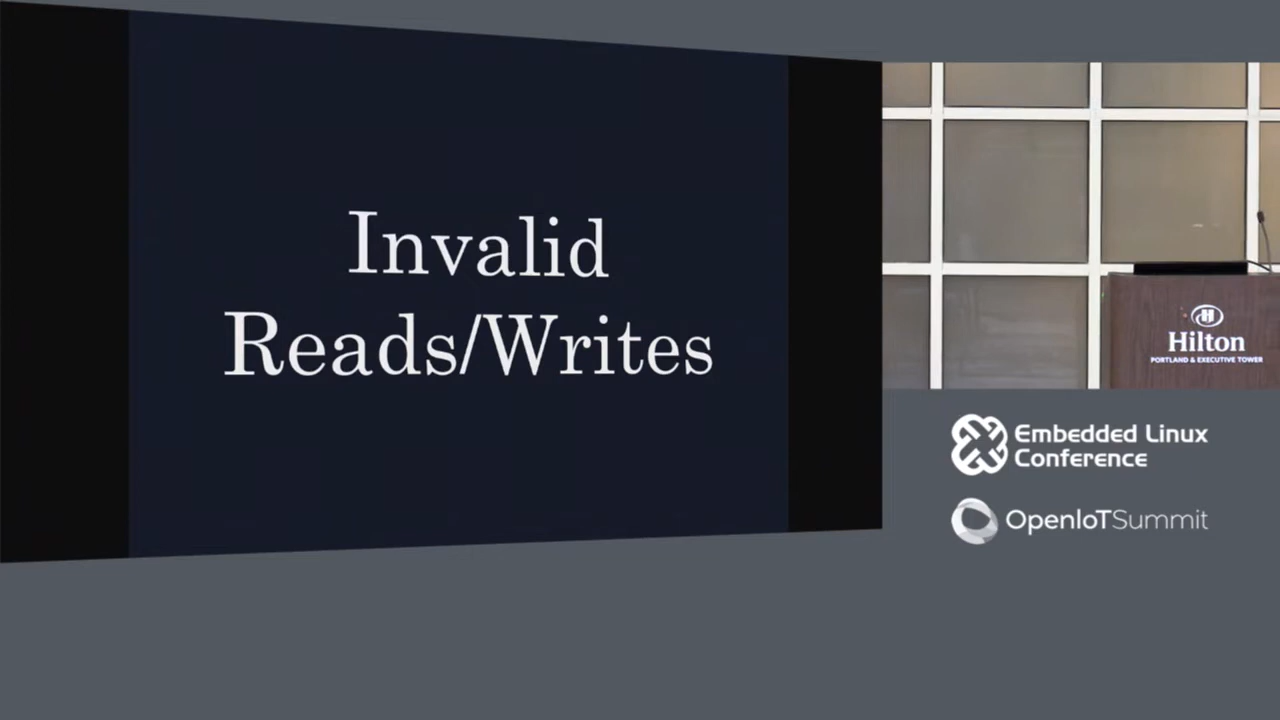 Invalid
Reads/Writes
Hilton
PORTLAND & EXECUTIVE TOWER
Embedded Linux
Conference
OpenIoTSummit